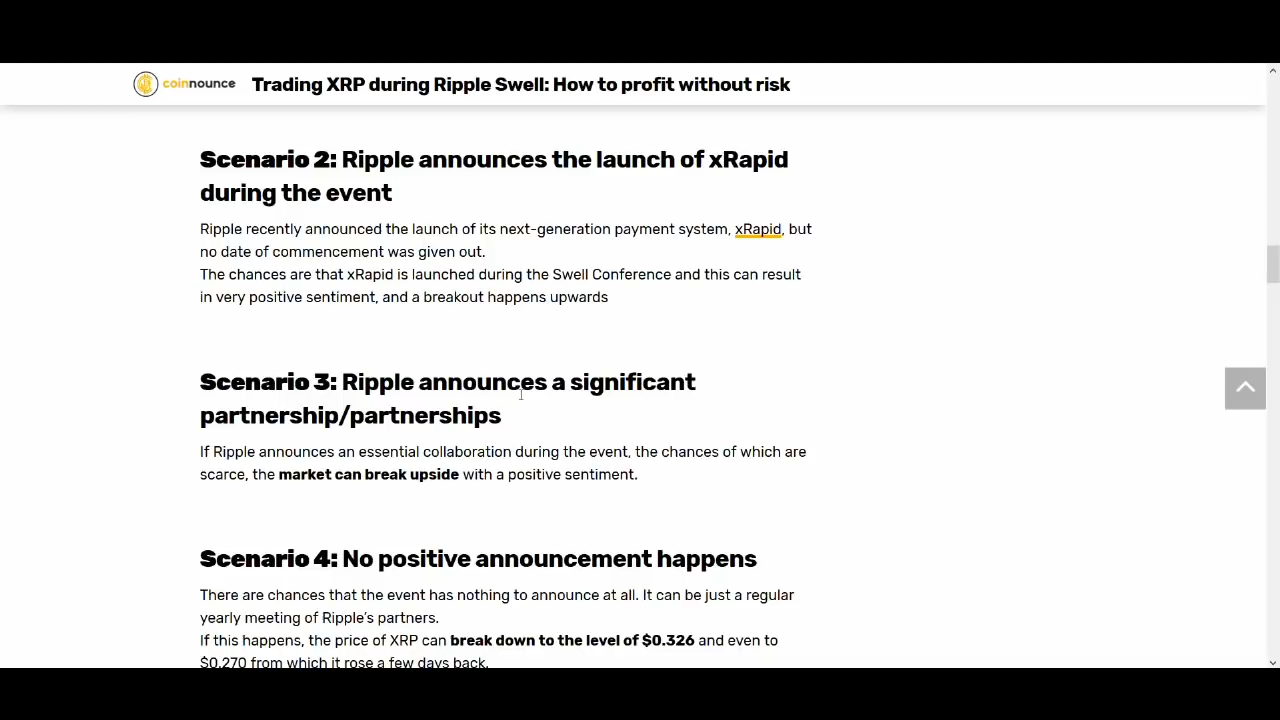 coinnounce Trading XRP during Ripple Swell: How to profit without risk
Scenario 2: Ripple announces the launch of xRapid
during the event
Ripple recently announced the launch of its next-generation payment system, xRapid, but
no date of commencement was given out.
The chances are that xRapid is launched during the Swell Conference and this can result
in very positive sentiment, and a breakout happens upwards
Scenario 3: Ripple announces a significant
partnership/partnerships
If Ripple announces an essential collaboration during the event, the chances of which are
scarce, the market can break upside with a positive sentiment.
Scenario 4: No positive announcement happens
There are chances that the event has nothing to announce at all. It can be just a regular
yearly meeting of Ripple's partners.
If this happens, the price of XRP can break down to the level of $0.326 and even to
$0.270 from which it rose a few days back.